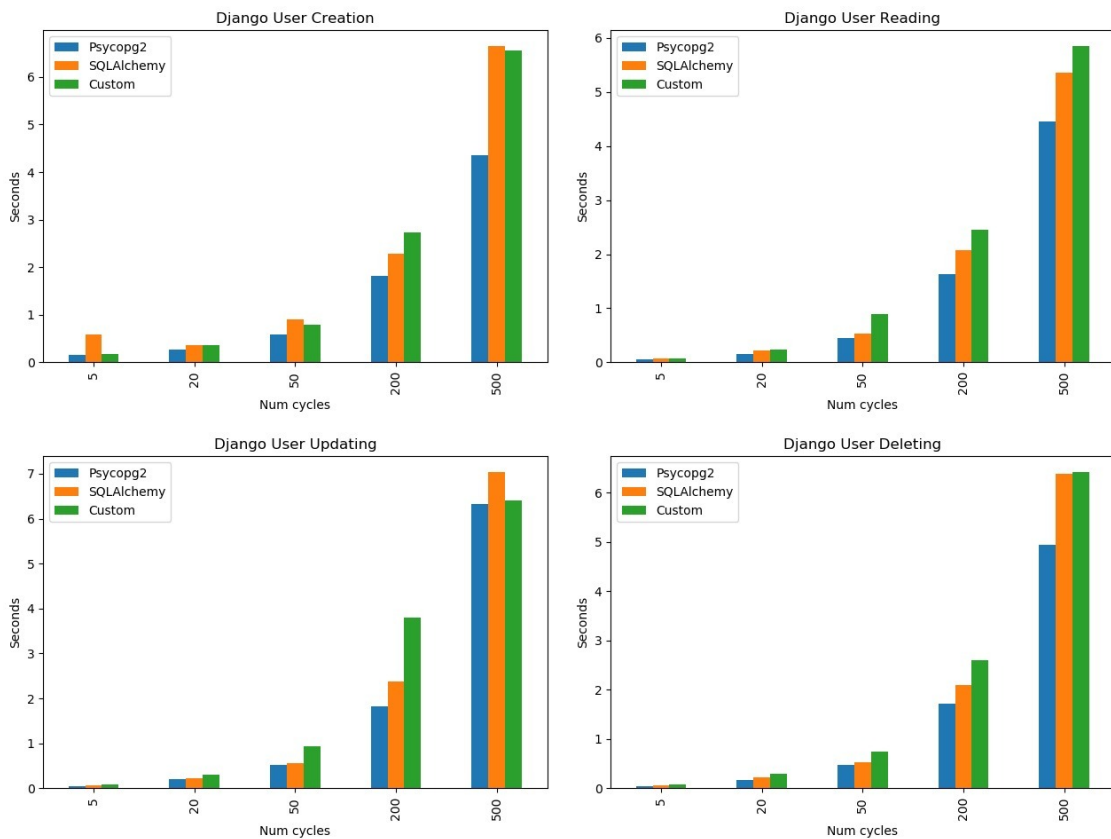 Django User Creation
Psycopg2
SQLAlchemy
Custom
6
5
4
3
2
1
0
Seconds
5
20
50
200
500
Num cycles
Django User Reading
Psycopg2
SQLAlchemy
Custom
6
5
4
3
2
1
0
Seconds
5
20
50
200
500
Num cycles
Django User Updating
Psycopg2
SQLAlchemy
Custom
7
6
5
4
3
2
1
0
Seconds
5
20
50
200
500
Num cycles
Django User Deleting
Psycopg2
SQLAlchemy
Custom
6
5
4
3
2
1
0
Seconds
5
20
50
200
500
Num cycles